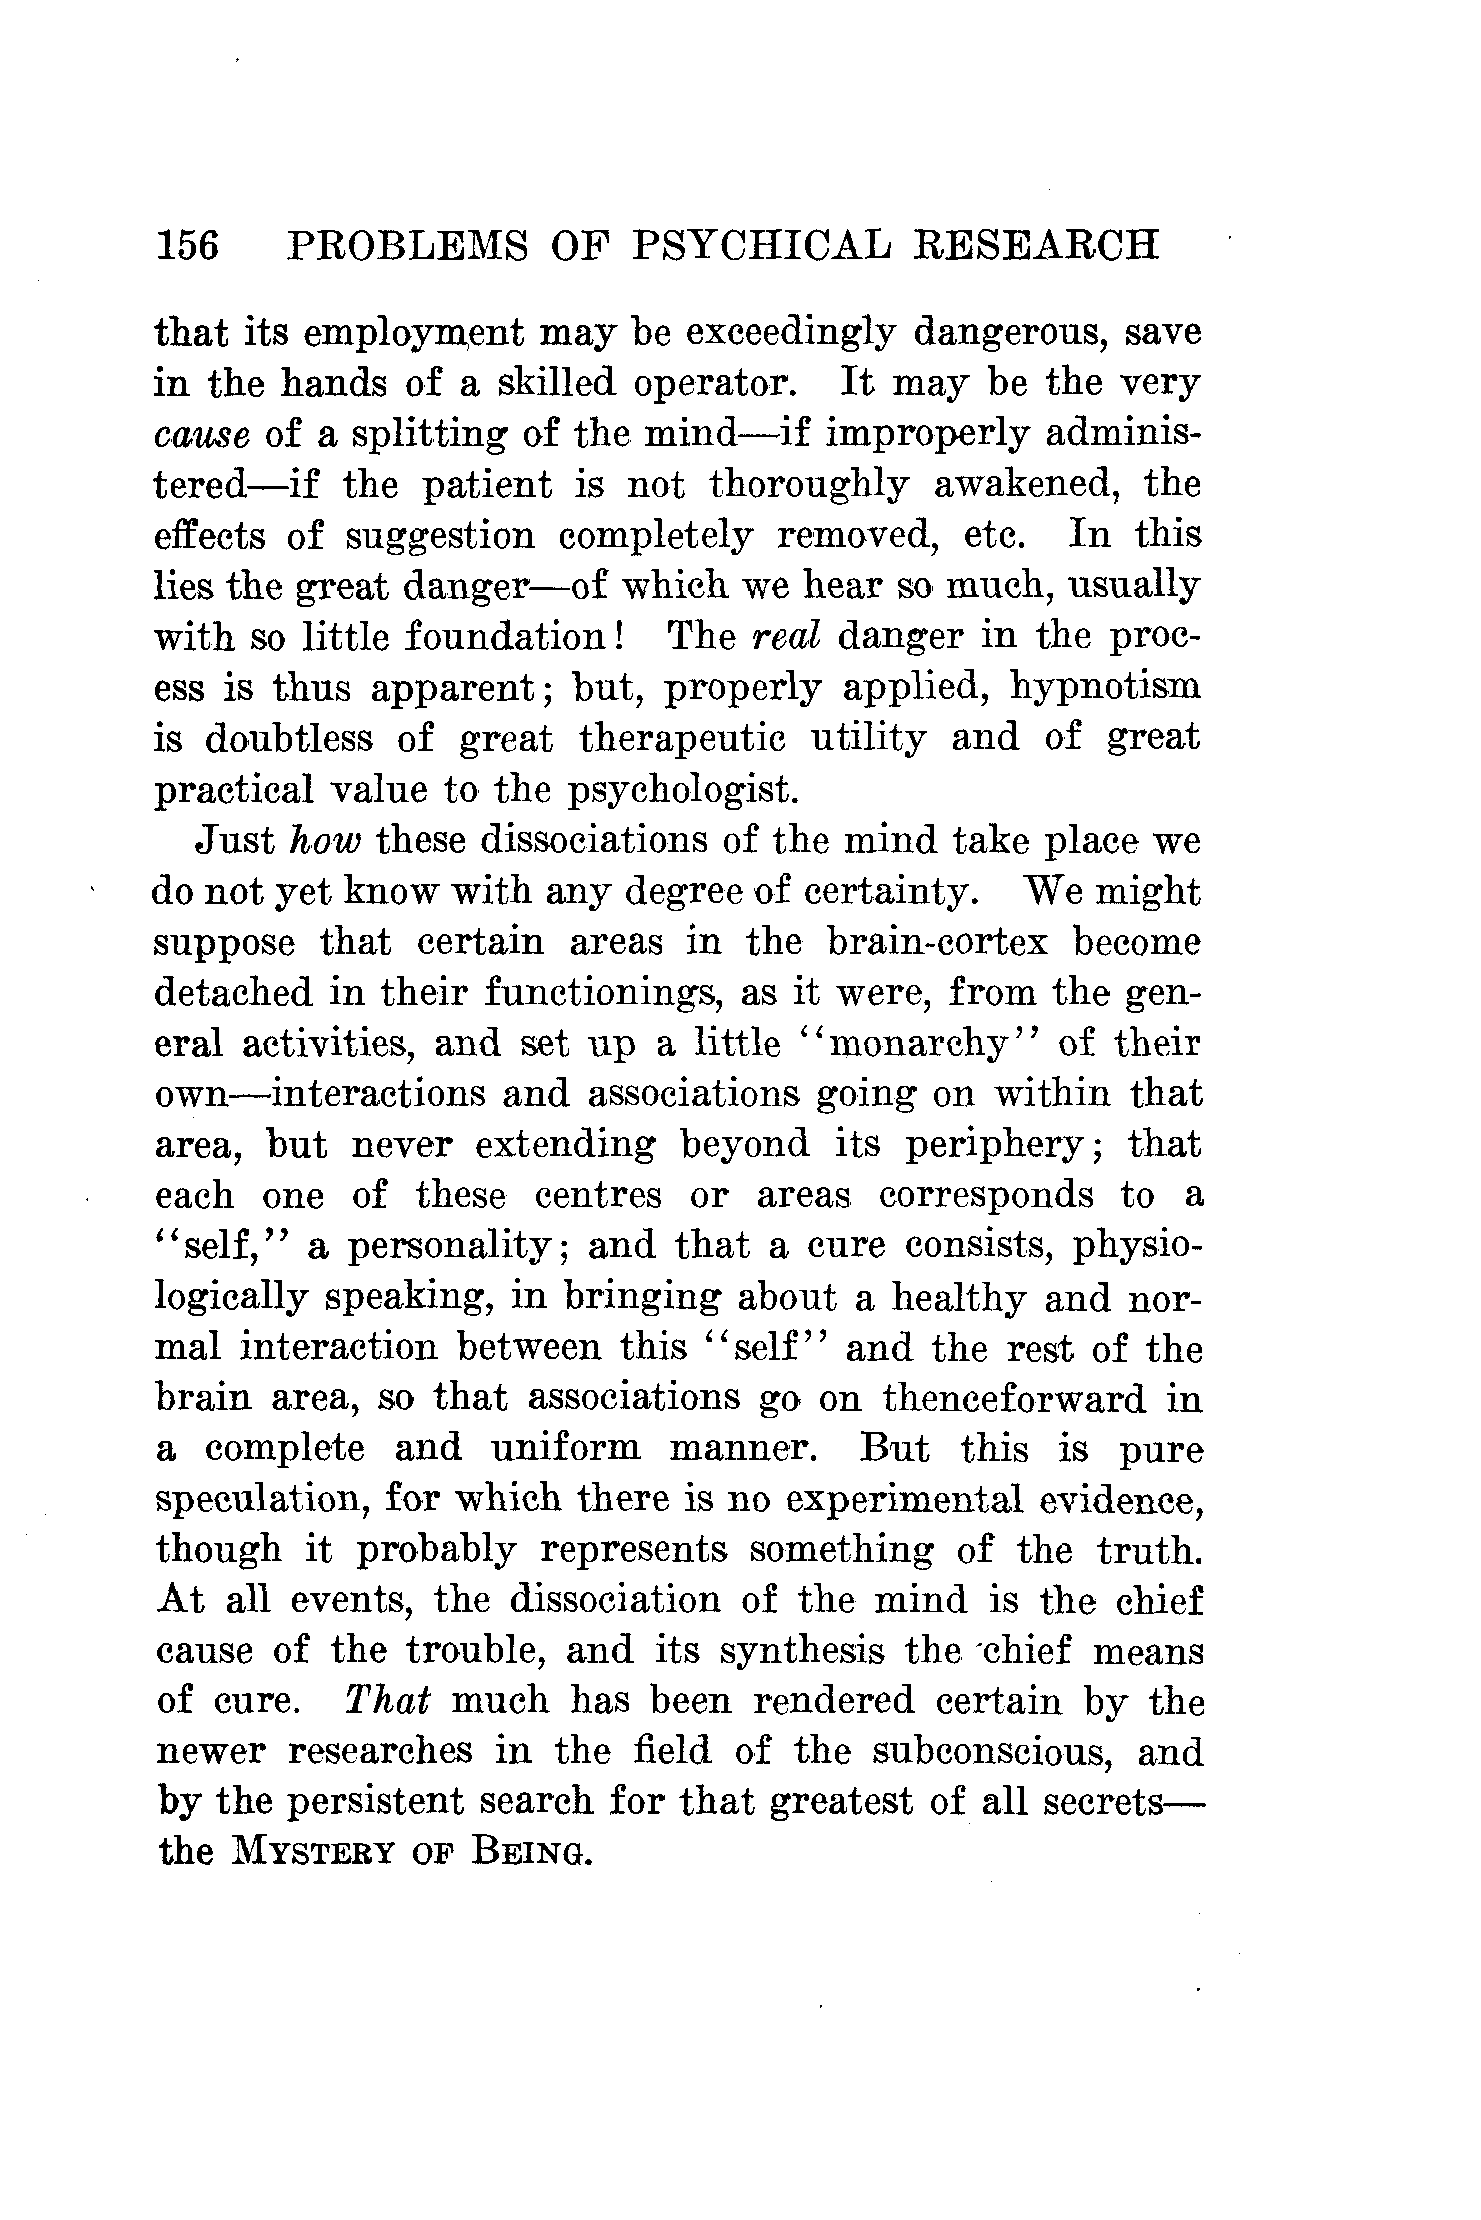 156 PROBLEMS OF PSYCHICAL RESEARCH
that its employment may be exceedingly dangerous, save
in the hands of a skilled operator. It may be the very
cause of a splitting of the mind—if improperly adminis-
tered—if the patient is not thoroughly awakened, the
effects of suggestion completely removed, etc. In this
lies the great danger—of which we hear so much, usually
with so little foundation! The real danger in the proc-
ess is thus apparent; but, properly applied, hypnotism
is doubtless of great therapeutic utility and of great
practical value to the psychologist.
Just how these dissociations of the mind take place we
do not yet know with any degree of certainty. We might
suppose that certain areas in the brain-cortex become
detached in their functionings, as it were, from the gen-
eral activities, and set up a little "monarchy" of their
own—interactions and associations going on within that
area, but never extending beyond its periphery; that
each one of these centres or areas corresponds to a
"self," a personality; and that a cure consists, physio-
logically speaking, in bringing about a healthy and nor-
mal interaction between this "self" and the rest of the
brain area, so that associations go on thenceforward in
a complete and uniform manner. But this is pure
speculation, for which there is no experimental evidence,
though it probably represents something of the truth.
At all events, the dissociation of the mind is the chief
cause of the trouble, and its synthesis the chief means
of cure. That much has been rendered certain by the
newer researches in the field of the subconscious, and
by the persistent search for that greatest of all secrets—
the MYSTERY OF BEING.